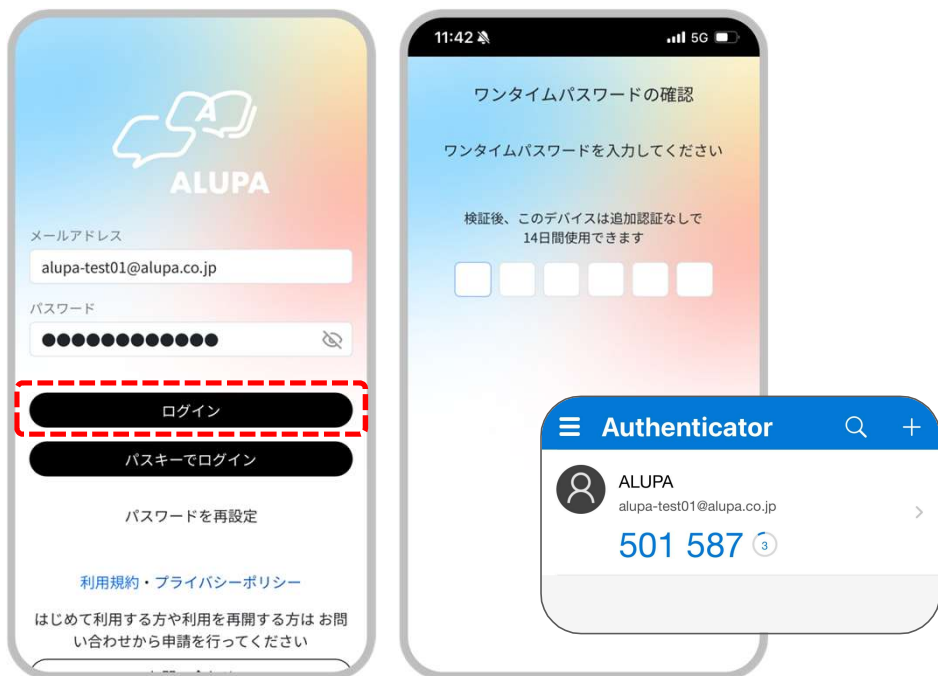 ALUPA
メールアドレス
alupa-test01@alupa.co.jp
パスワード
●●●●●●●●●●●●
ログイン
パスキーでログイン
パスワードを再設定
利用規約・プライバシーポリシー
はじめて利用する方や利用を再開する方は お問
い合わせから申請を行ってください
11:42
5G
ワンタイムパスワードの確認
ワンタイムパスワードを入力してください
検証後、このデバイスは追加認証なしで
14日間使用できます
Authenticator
ALUPA
alupa-test01@alupa.co.jp
501 587
3